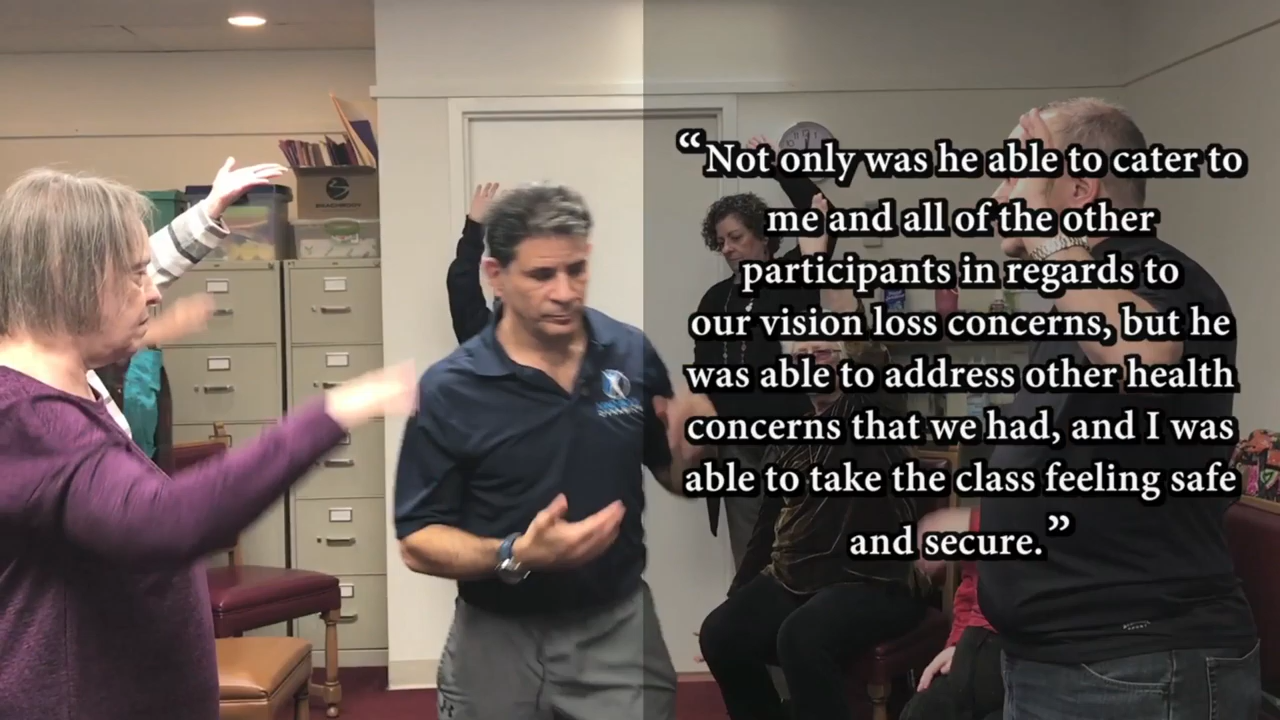 “Not only was he able to cater to
me and all of the other
participants in regards to
our vision loss concerns, but he
was able to address other health
concerns that we had, and I was
able to take the class feeling safe
and secure.”
BEACHBODY